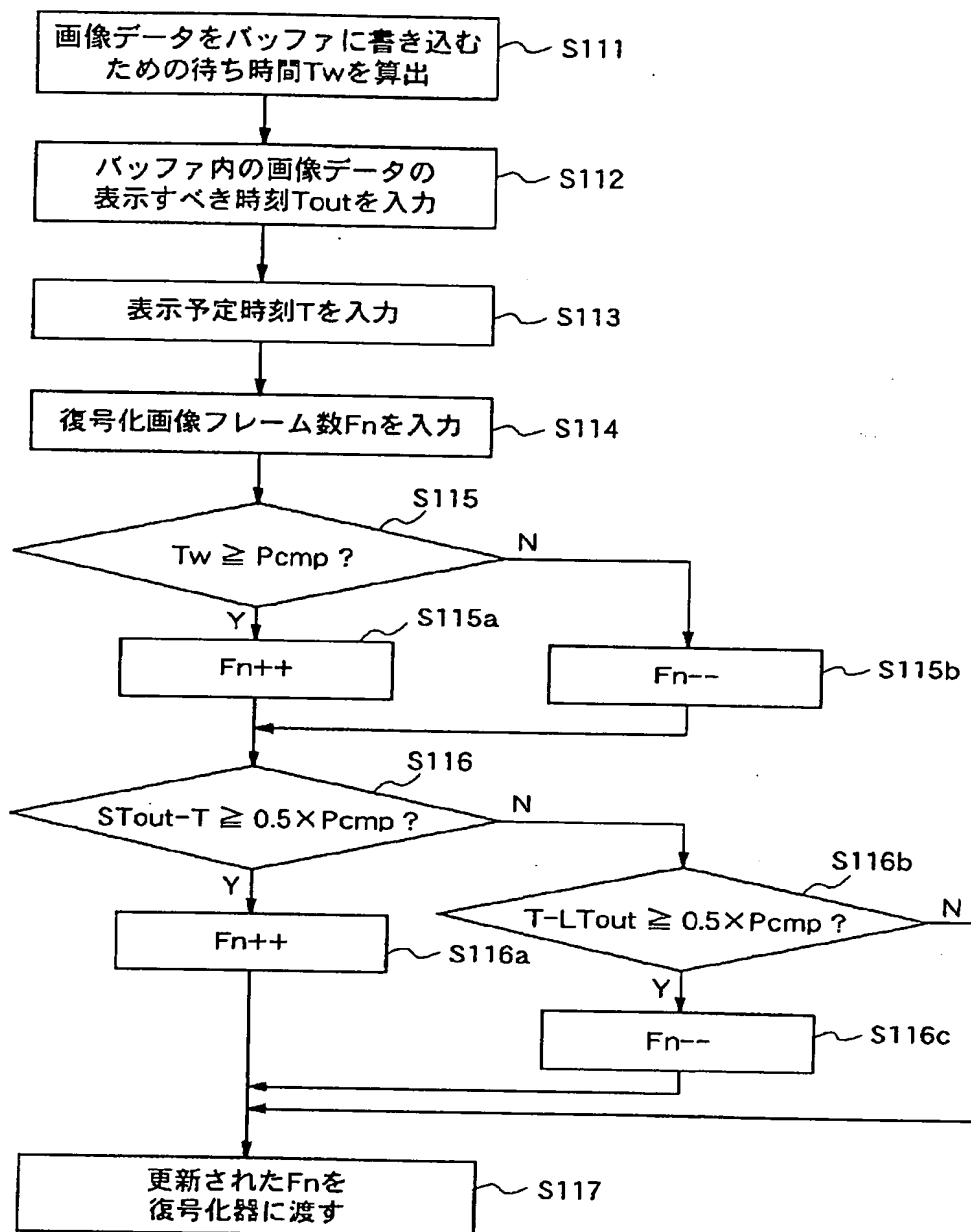 画像データをバッファに書き込む
ための待ち時間Twを算出
S111
バッファ内の画像データの
表示すべき時刻Toutを入力
S112
表示予定時刻Tを入力
S113
復号化画像フレーム数Fnを入力
S114
S115
Tw ≧ Pcmp ?
N
Y
S115a
Fn++
Fn--
S115b
S116
STout-T ≧ 0.5×Pcmp ?
N
Y
S116b
T-LTout ≧ 0.5×Pcmp ?
N
Fn++
S116a
Y
Fn--
S116c
更新されたFnを
復号化器に渡す
S117